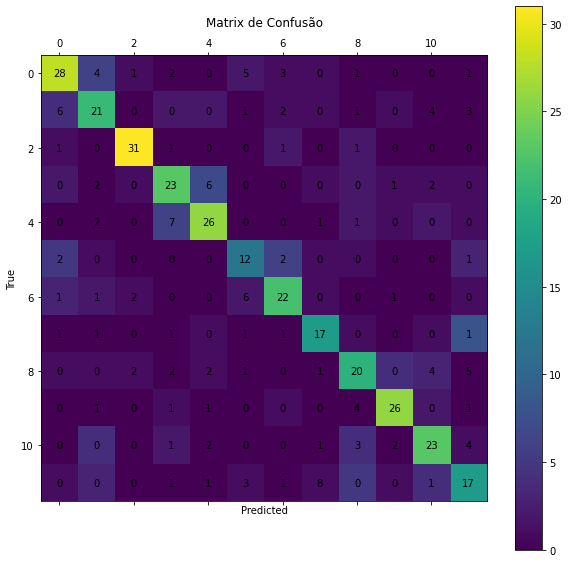 Matrix de Confusão
0 2 4 6 8 10
0 28 4 1 2 0 5 3 0 1 0 0 1 30
6 21 0 0 0 1 2 0 1 0 4 3
2 1 0 31 1 0 0 1 0 1 0 0 0 25
0 2 0 23 6 0 0 0 0 1 2 0
4 0 2 0 7 26 0 0 1 1 0 0 0 20
2 0 0 0 0 12 2 0 0 0 0 1
True
6 1 1 2 0 0 6 22 0 0 1 0 0 15
1 1 0 1 0 1 1 17 0 0 0 1
8 0 0 2 2 2 1 0 1 20 0 4 5 10
0 1 0 1 1 0 0 0 4 26 0 1
10 0 0 0 1 2 0 0 1 3 2 23 4 5
0 0 0 1 1 3 1 8 0 0 1 17
Predicted
0